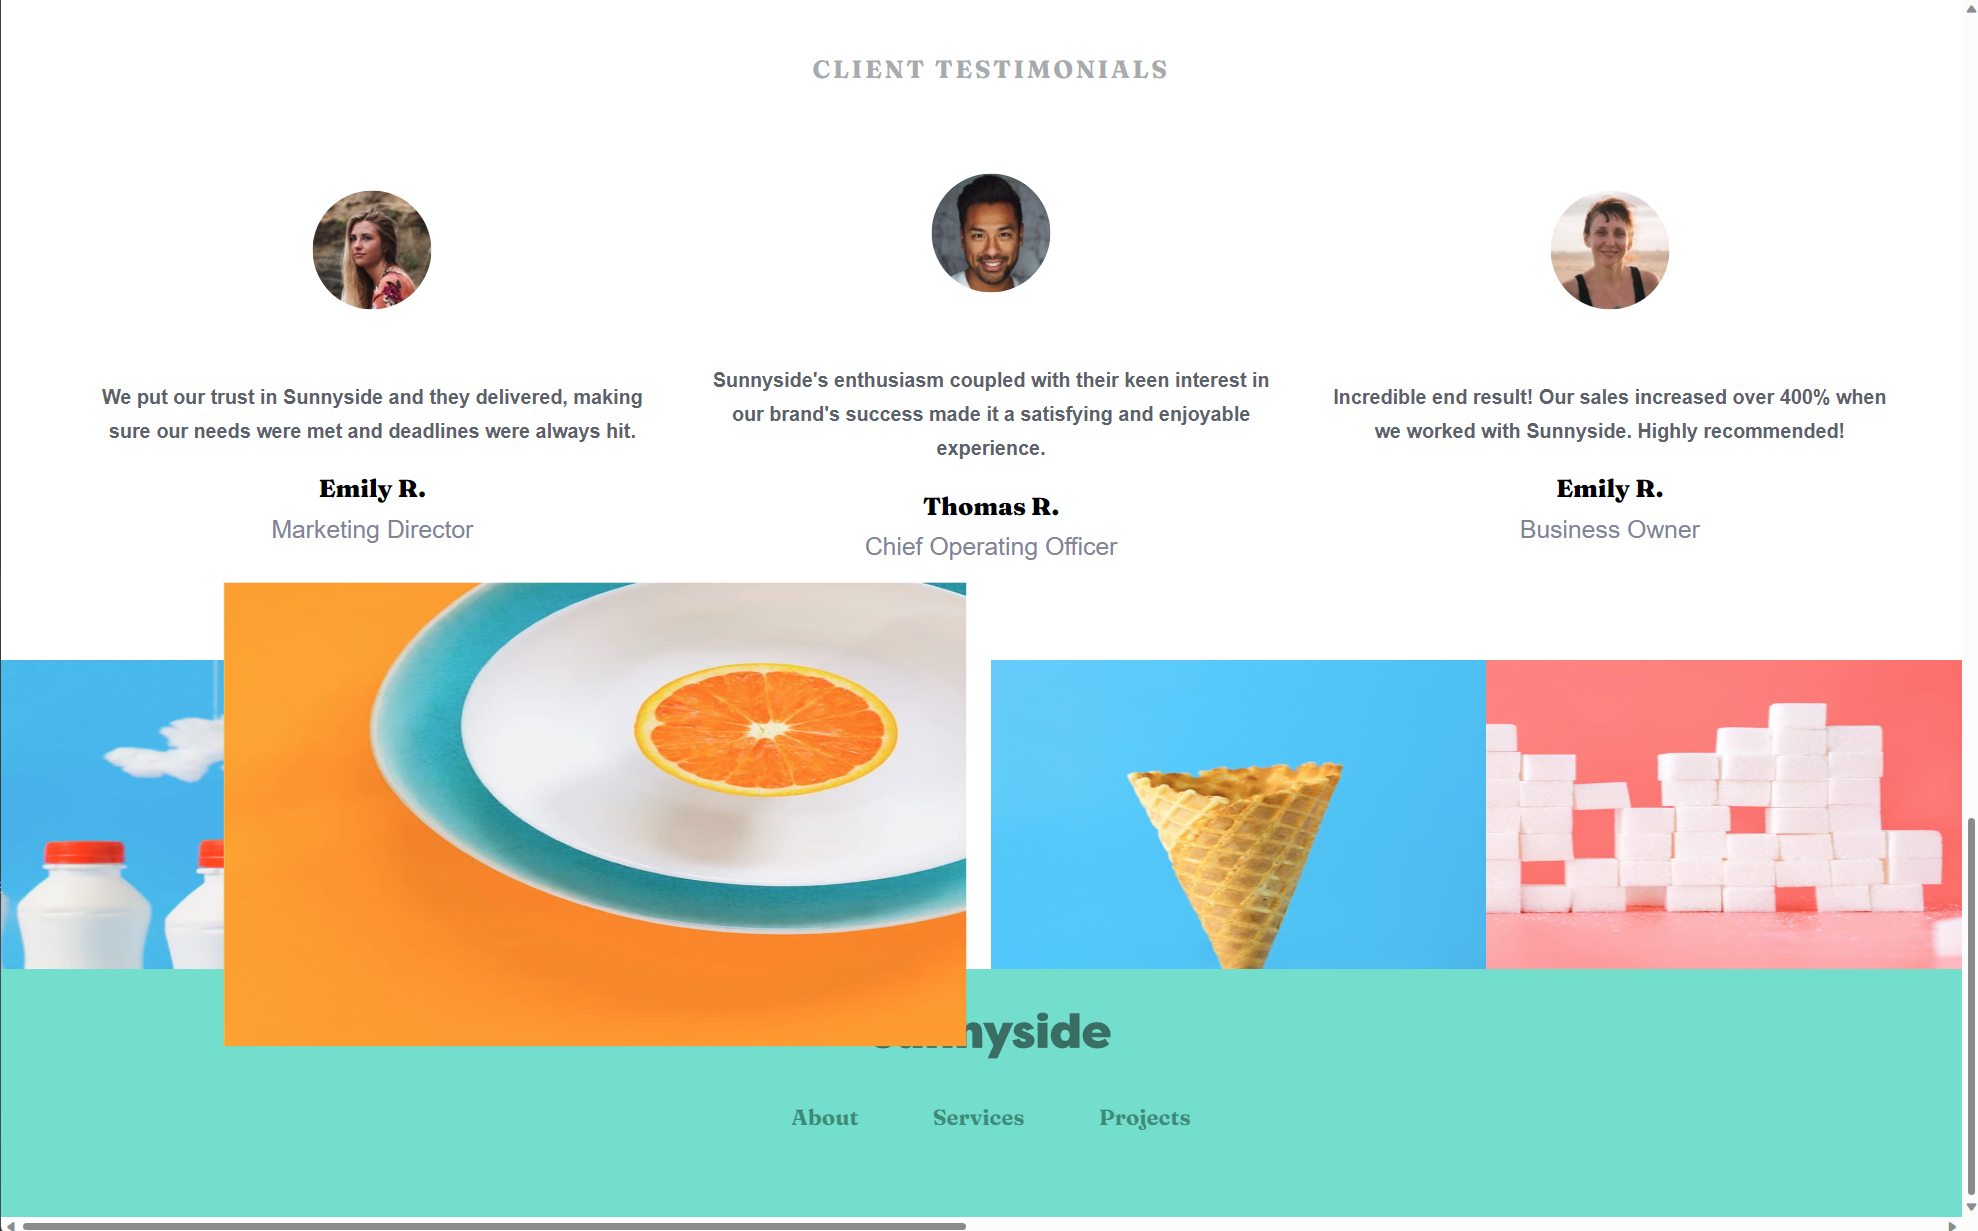 CLIENT TESTIMONIALS
We put our trust in Sunnyside and they delivered, making
sure our needs were met and deadlines were always hit.
Emily R.
Marketing Director
Sunnyside's enthusiasm coupled with their keen interest in
our brand's success made it a satisfying and enjoyable
experience.
Thomas R.
Chief Operating Officer
Incredible end result! Our sales increased over 400% when
we worked with Sunnyside. Highly recommended!
Emily R.
Business Owner
About Services Projects